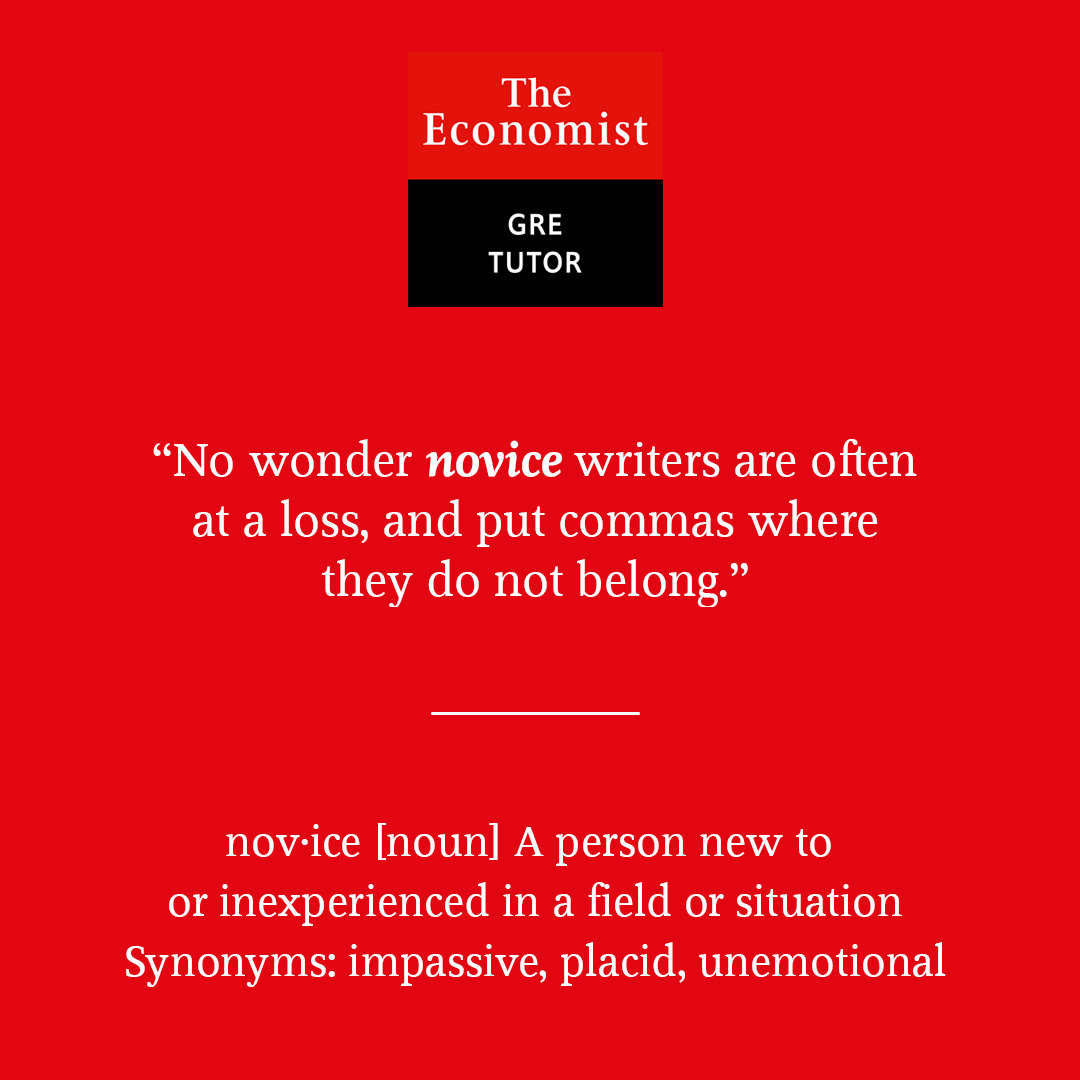 The
Economist
GRE
TUTOR
“No wonder novice writers are often
at a loss, and put commas where
they do not belong.”
nov·ice [noun] A person new to
or inexperienced in a field or situation
Synonyms: impassive, placid, unemotional